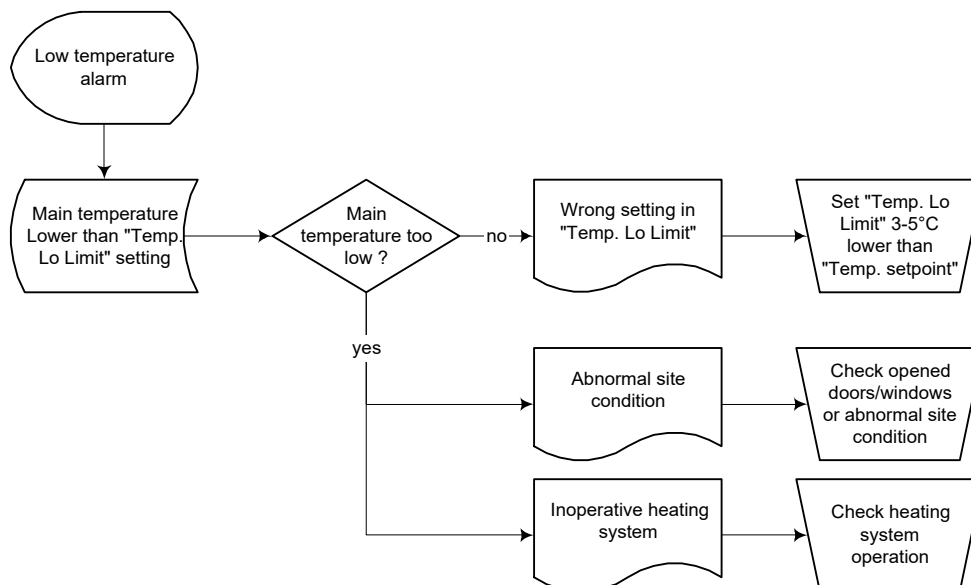 Low temperature
alarm
Main temperature
Lower than "Temp.
Lo Limit" setting
Main
temperature too
low ?
no
Wrong setting in
"Temp. Lo Limit"
Set "Temp. Lo
Limit" 3-5°C
lower than
"Temp. setpoint"
yes
Abnormal site
condition
Check opened
doors/windows
or abnormal site
condition
Inoperative heating
system
Check heating
system
operation